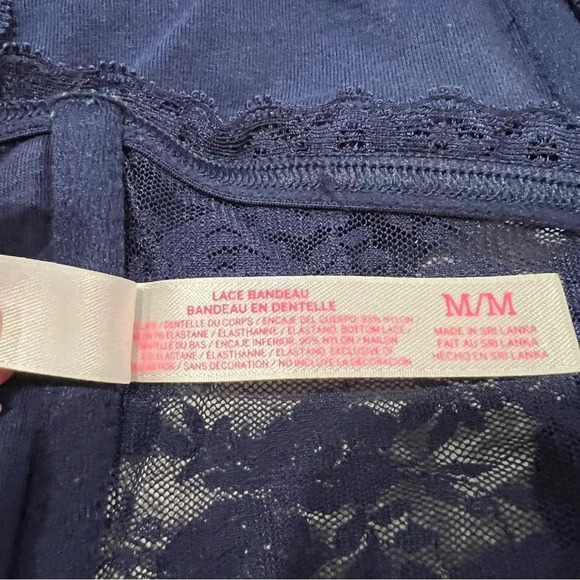 LACE BANDEAU
BANDEAU EN DENTELLE
/ DENTELLE DU CORPS / ENCAJE DEL CUERPO: 90% NYLON
ELASTANE / ÉLASTHANNE / ELASTANO. BOTTOM LACE /
DENTELLE DU BAS / ENCAJE INFERIOR: 90% NYLON / NAILON
ELASTANE / ÉLASTHANNE / ELASTANO. EXCLUSIVE OF
/ SANS DÉCORATION / NO INCLUYE LA DECORACIÓN
M/M
MADE IN SRI LANKA
FAIT AU SRI LANKA
HECHO EN SRI LANKA